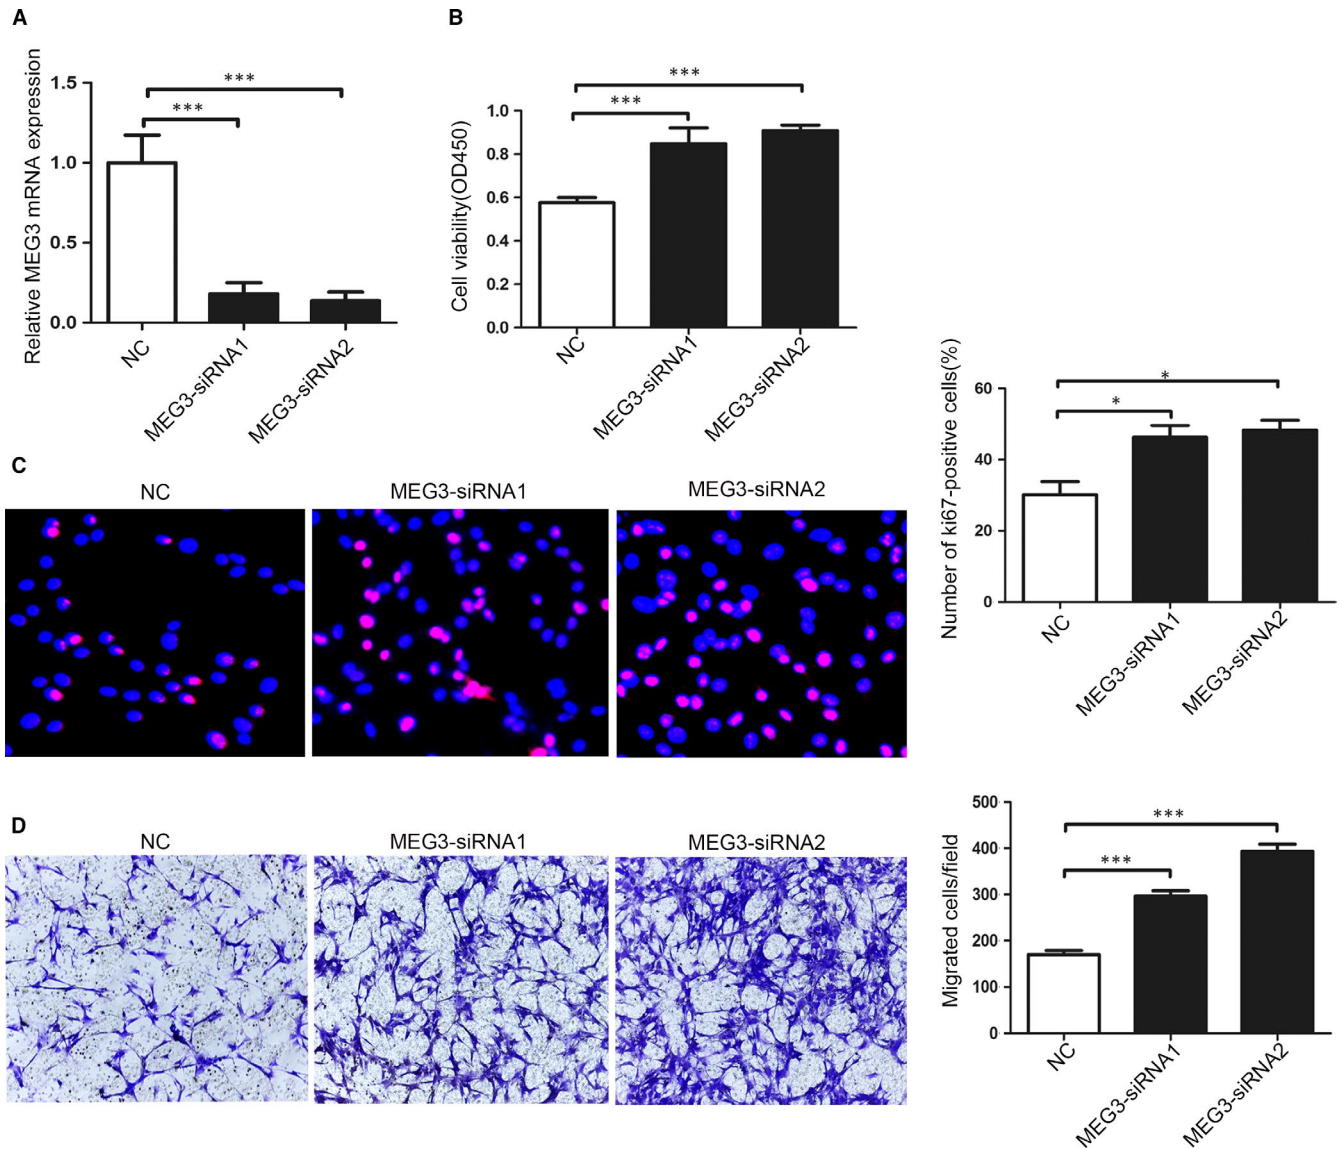 A
Relative MEG3 mRNA expression
1.5
1.0
0.5
0.0
***
***
NC
MEG3-siRNA1
MEG3-siRNA2
B
Cell viability(OD450)
1.0
0.8
0.6
0.4
0.2
0.0
***
***
NC
MEG3-siRNA1
MEG3-siRNA2
C
NC
MEG3-siRNA1
MEG3-siRNA2
Number of ki67-positive cells(%)
60
40
20
0
*
*
NC
MEG3-siRNA1
MEG3-siRNA2
D
NC
MEG3-siRNA1
MEG3-siRNA2
Migrated cells/field
500
400
300
200
100
0
***
***
NC
MEG3-siRNA1
MEG3-siRNA2